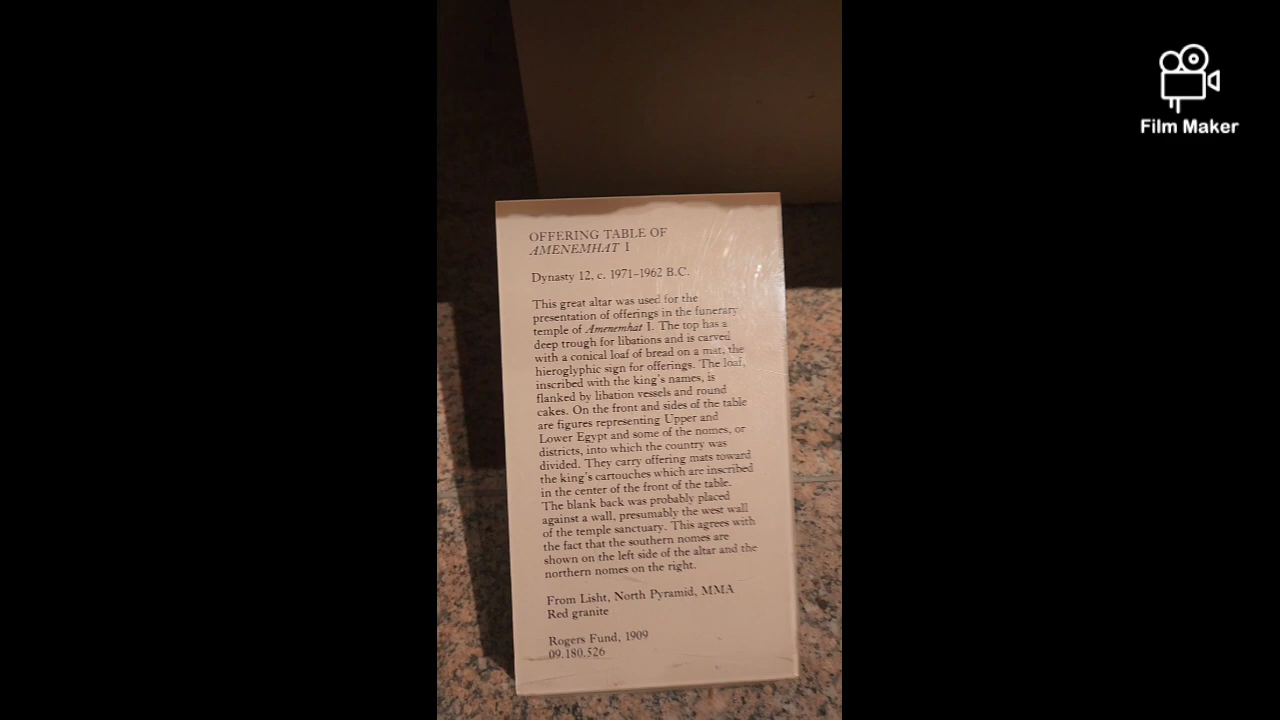 OFFERING TABLE OF
AMENEMHAT I
Dynasty 12, c. 1971-1962 B.C.
This great altar was used for the
presentation of offerings in the funerary
temple of Amenemhat I. The top has a
deep trough for libations and is carved
with a conical loaf of bread on a mat, the
hieroglyphic sign for offerings. The loaf,
inscribed with the king's names, is
flanked by libation vessels and round
cakes. On the front and sides of the table
are figures representing Upper and
Lower Egypt and some of the nomes, or
districts, into which the country was
divided. They carry offering mats toward
the king's cartouches which are inscribed
in the center of the front of the table.
The blank back was probably placed
against a wall, presumably the west wall
of the temple sanctuary. This agrees with
the fact that the southern nomes are
shown on the left side of the altar and the
northern nomes on the right.
From Lisht, North Pyramid, MMA
Red granite
Rogers Fund, 1909
09.180.526
Film Maker